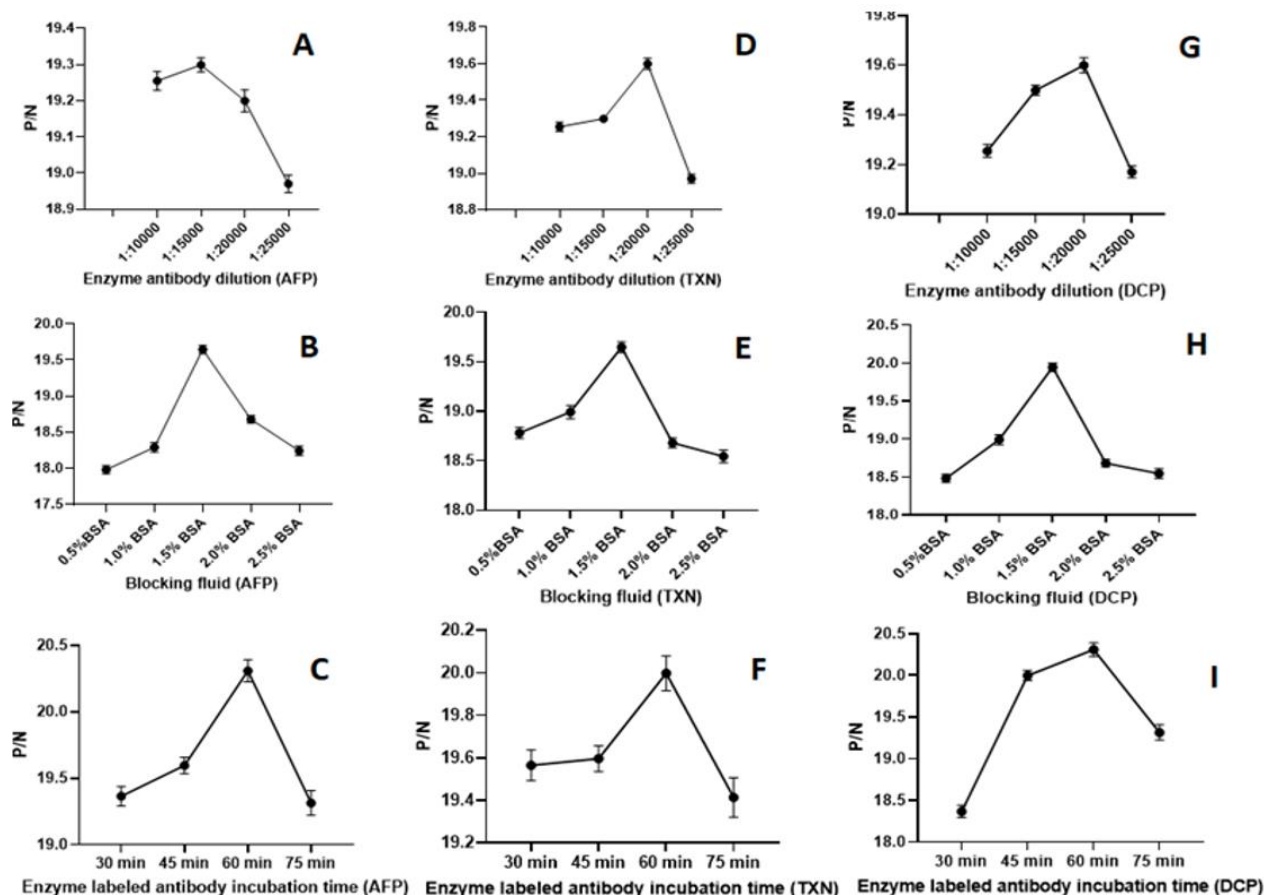 A
P/N
19.4
19.3
19.2
19.1
19.0
18.9
1:10000
1:15000
1:20000
1:25000
Enzyme antibody dilution (AFP)
D
P/N
19.8
19.6
19.4
19.2
19.0
18.8
1:10000
1:15000
1:20000
1:25000
Enzyme antibody dilution (TXN)
G
P/N
19.8
19.6
19.4
19.2
19.0
1:10000
1:15000
1:20000
1:25000
Enzyme antibody dilution (DCP)
B
P/N
20.0
19.5
19.0
18.5
18.0
17.5
0.5%BSA
1.0% BSA
1.5% BSA
2.0% BSA
2.5% BSA
Blocking fluid (AFP)
E
P/N
20.0
19.5
19.0
18.5
18.0
0.5%BSA
1.0% BSA
1.5% BSA
2.0% BSA
2.5% BSA
Blocking fluid (TXN)
H
P/N
20.5
20.0
19.5
19.0
18.5
18.0
0.5%BSA
1.0% BSA
1.5% BSA
2.0% BSA
2.5% BSA
Blocking fluid (DCP)
C
P/N
20.5
20.0
19.5
19.0
30 min 45 min 60 min 75 min
Enzyme labeled antibody incubation time (AFP)
F
P/N
20.2
20.0
19.8
19.6
19.4
19.2
30 min 45 min 60 min 75 min
Enzyme labeled antibody incubation time (TXN)
I
P/N
20.5
20.0
19.5
19.0
18.5
18.0
30 min 45 min 60 min 75 min
Enzyme labeled antibody incubation time (DCP)